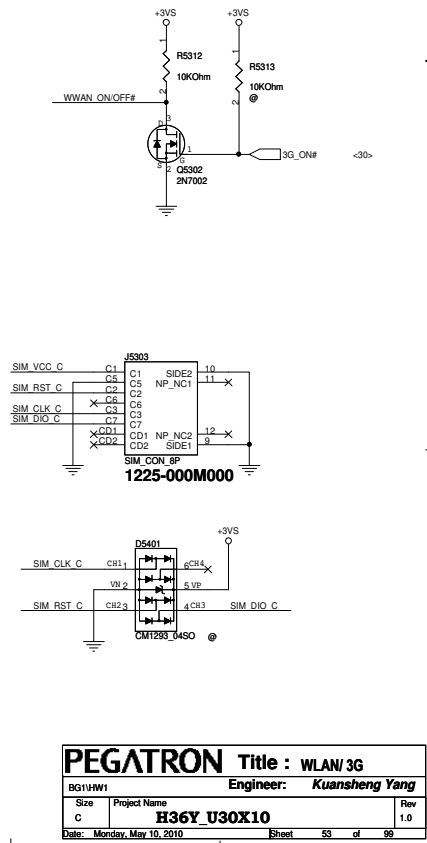 +3VS +3VS
1 1
R5312 R5313
10KOhm 10KOhm
@
2 2
WWAN_ON/OFF#
3
D
1
G
3G_ON# <30>
S 2
Q5302
2N7002
J5303
SIM_VCC_C C1 C1 SIDE2 10
C5 C5 NP_NC1 11
SIM_RST_C C2 C2
C6 C6
SIM_CLK_C C3 C3
SIM_DIO_C C7 C7
CD1 CD1 NP_NC2 12
CD2 CD2 SIDE1 9
SIM_CON_8P
1225-000M000
+3VS
D5401
SIM_CLK_C CH1 1 6 CH4
VN 2 5 VP
SIM_RST_C CH2 3 4 CH3 SIM_DIO_C
CM1293_04SO @
PEGATRON Title : WLAN/ 3G
BG1\HW1 Engineer: Kuansheng Yang
Size Project Name Rev
C H36Y_U30X10 1.0
Date: Monday, May 10, 2010 Sheet 53 of 99